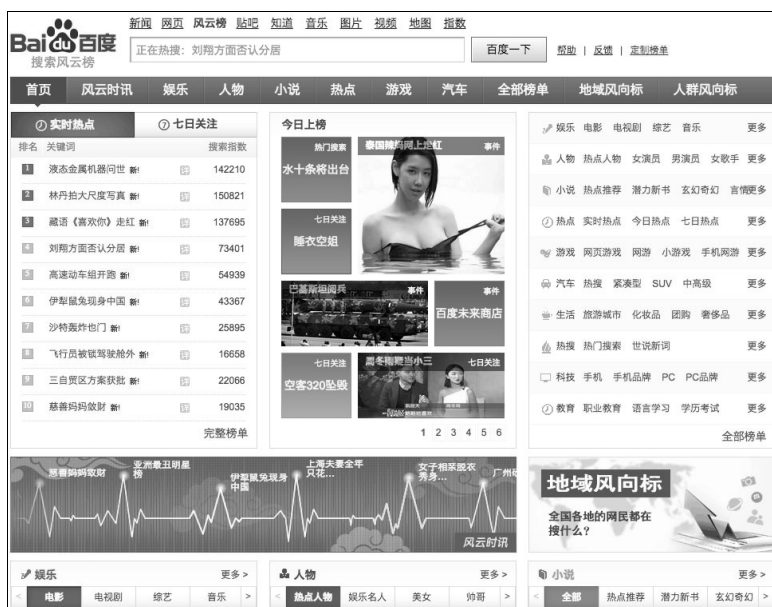 新闻 网页 风云榜 贴吧 知道 音乐 图片 视频 地图 指数
Bai du 百度
搜索风云榜
正在热搜：刘翔方面否认分居
百度一下
帮助 | 反馈 | 定制榜单
首页 风云时讯 娱乐 人物 小说 热点 游戏 汽车 全部榜单 地域风向标 人群风向标
实时热点 七日关注
排名 关键词 搜索指数
1 液态金属机器问世 新! 142210
2 林丹拍大尺度写真 新! 150821
3 藏语《喜欢你》走红 新! 137695
4 刘翔方面否认分居 新! 73401
5 高速动车组开跑 新! 54939
6 伊犁鼠兔现身中国 新! 43367
7 沙特轰炸也门 新! 25895
8 飞行员被锁驾驶舱外 新! 16658
9 三自贸区方案获批 新! 22066
10 慈善妈妈敛财 新! 19035
完整榜单
今日上榜
热门搜索
水十条将出台
泰国辣妈网上走红 事件
七日关注
睡衣空姐
巴基斯坦阅兵 事件
事件
百度未来商店
七日关注
空客320坠毁
周冬雨疑当小三 七日关注
1 2 3 4 5 6
娱乐 电影 电视剧 综艺 音乐 更多
人物 热点人物 女演员 男演员 女歌手 更多
小说 热点推荐 潜力新书 玄幻奇幻 言情 更多
热点 实时热点 今日热点 七日热点 更多
游戏 网页游戏 网游 小游戏 手机网游 更多
汽车 热搜 紧凑型 SUV 中高级 更多
生活 旅游城市 化妆品 团购 奢侈品 更多
热搜 热门搜索 世说新词 更多
科技 手机 手机品牌 PC PC品牌 更多
教育 职业教育 语言学习 学历考试 更多
全部榜单
慈善妈妈敛财
亚洲最丑明星
榜
伊犁鼠兔现身
中国
上海夫妻全年
只花...
女子相亲脱衣
秀身...
广州
风云时讯
地域风向标
全国各地的网民都在
搜什么？
娱乐 更多 >
< 电影 电视剧 综艺 音乐 >
人物 更多 >
< 热点人物 娱乐名人 美女 帅哥 >
小说 更多 >
< 全部 热点推荐 潜力新书 玄幻奇幻 >